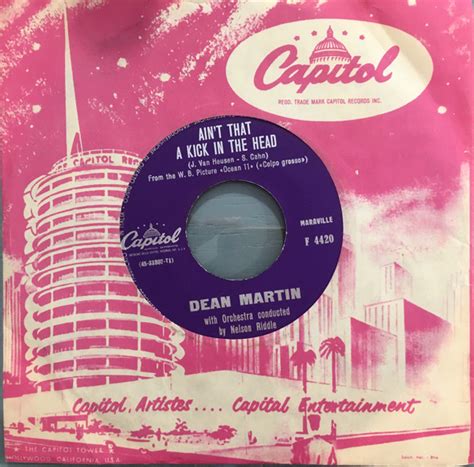 Capitol
REGD. TRADE MARK CAPITOL RECORDS INC.
CAPITOL RECORDS
AIN'T THAT
A KICK IN THE HEAD
(J. Van Heusen - S. Cahn)
From the W. B. Picture «Ocean 11» («Colpo grosso»)
MARAVILLE
Capitol
F 4420
DEAN MARTIN
with Orchestra conducted
by Nelson Riddle
Capitol Artistes.... Capital Entertainment
THE CAPITOL TOWER
HOLLYWOOD, CALIFORNIA, U.S.A.